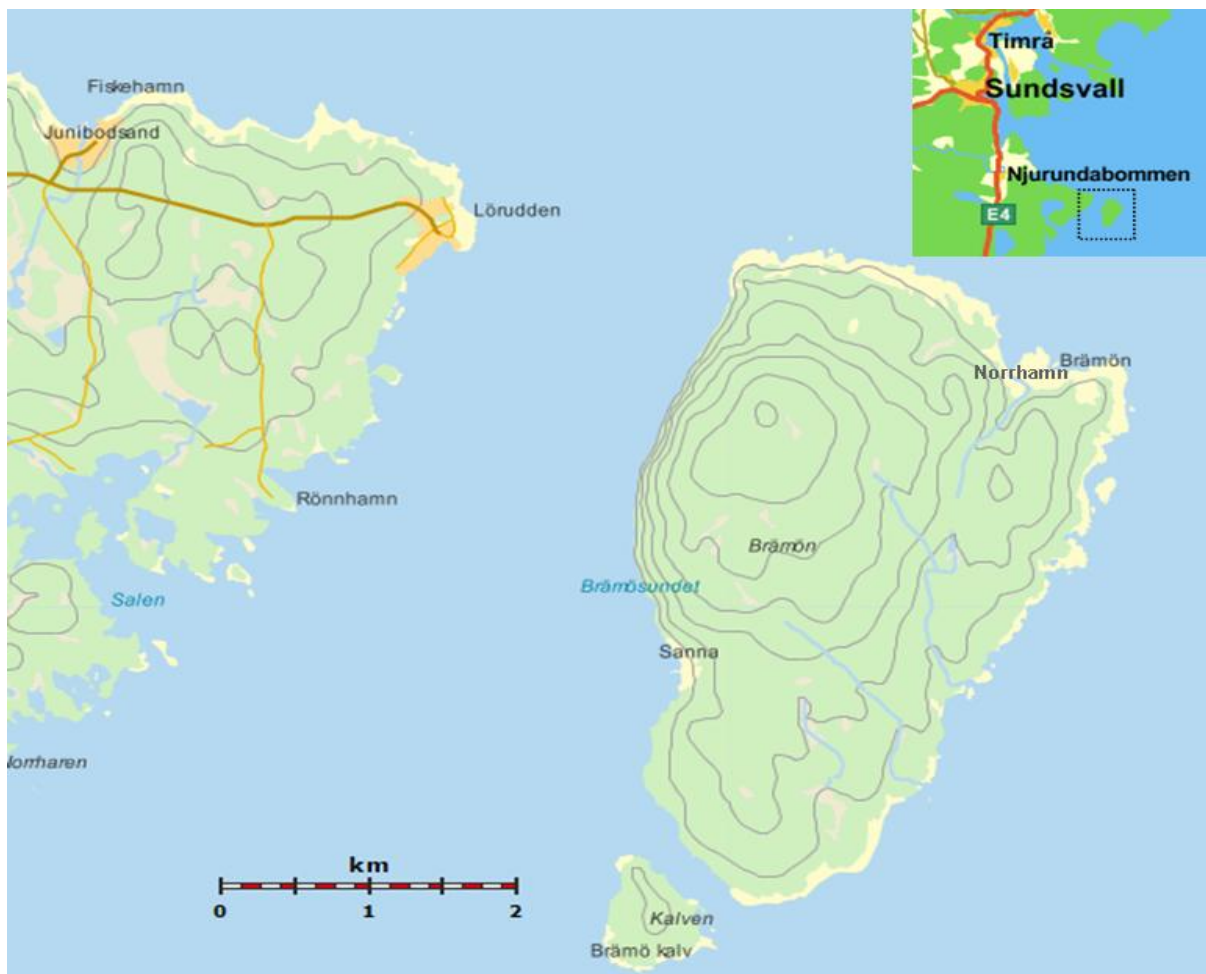 Timrå
Sundsvall
Njurundabommen
E4
Fiskehamn
Junibodsand
Lörudden
Brämön
Norrhamn
Rönnhamn
Brämön
Brämösundet
Salen
Sanna
Norrharen
km
0 1 2
Kalven
Brämö kalv